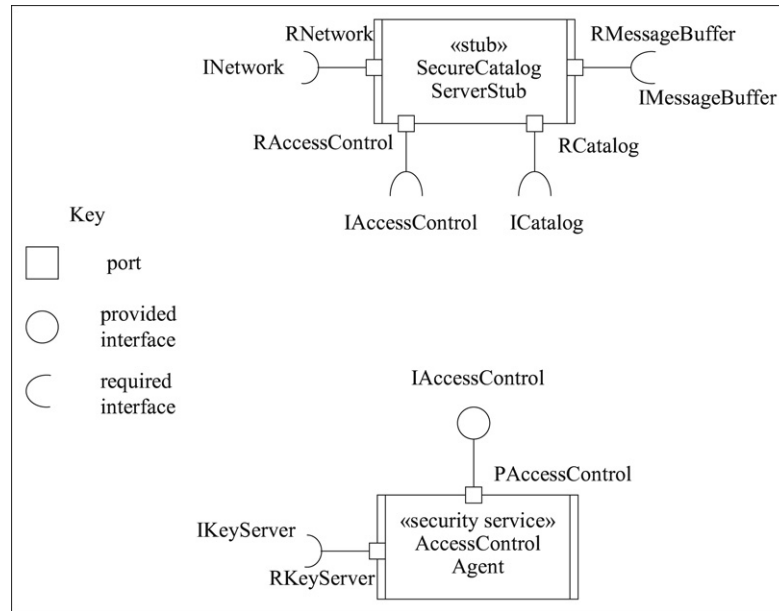 RNetwork
INetwork
«stub»
SecureCatalog
ServerStub
RMessageBuffer
IMessageBuffer
RAccessControl
RCatalog
IAccessControl
ICatalog
Key
port
provided
interface
required
interface
IAccessControl
PAccessControl
IKeyServer
RKeyServer
«security service»
AccessControl
Agent